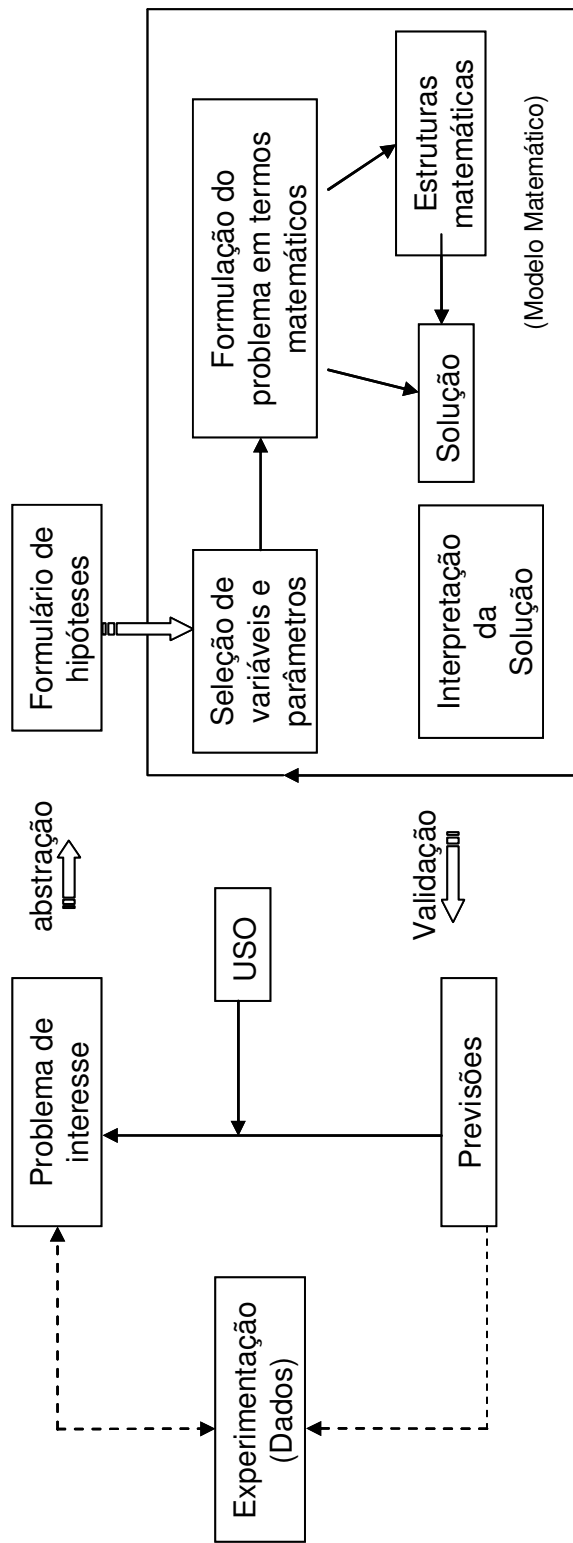 Experimentação
(Dados)
Problema de
interesse
USO
Previsões
abstração
Validação
Formulário de
hipóteses
Seleção de
variáveis e
parâmetros
Formulação do
problema em termos
matemáticos
Estruturas
matemáticas
Solução
Interpretação
da
Solução
(Modelo Matemático)